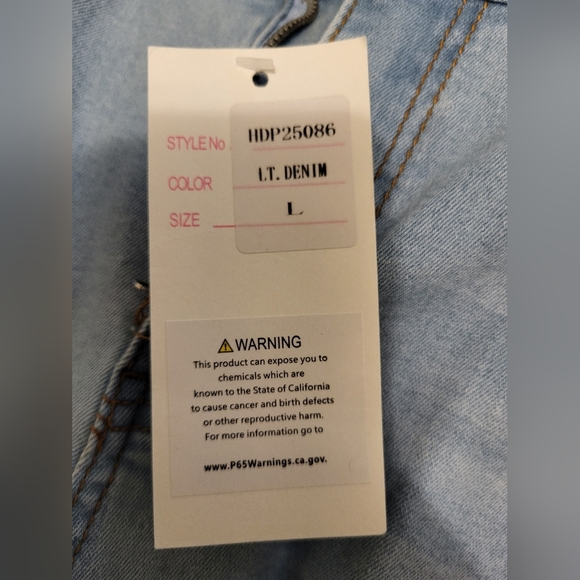 STYLE No. HDP25086
COLOR LT. DENIM
SIZE L
⚠ WARNING
This product can expose you to
chemicals which are
known to the State of California
to cause cancer and birth defects
or other reproductive harm.
For more information go to
www.P65Warnings.ca.gov.